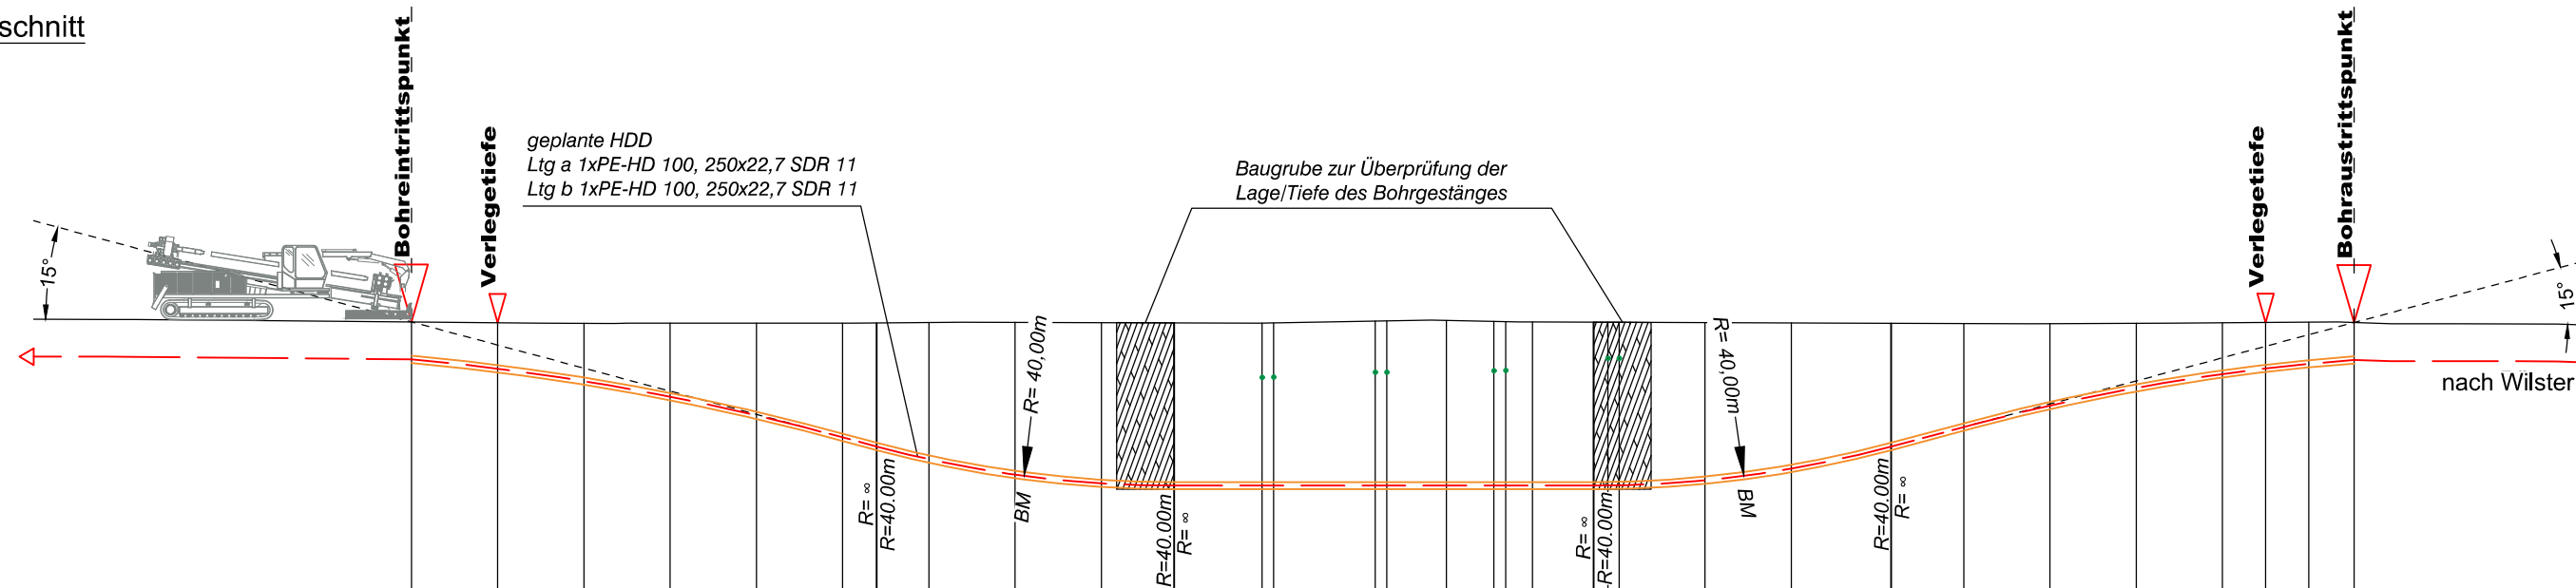 schnitt
Bohreintrittspunkt
Verlegetiefe
geplante HDD
Ltg a 1xPE-HD 100, 250x22,7 SDR 11
Ltg b 1xPE-HD 100, 250x22,7 SDR 11
Baugrube zur Überprüfung der
Lage/Tiefe des Bohrgestänges
Verlegetiefe
Bohraustrittspunkt
15°
15°
R= 40,00m
R= 40,00m
nach Wilster
R= ∞
R=40.00m
BM
R=40.00m
R= ∞
R= ∞
R=40.00m
BM
R=40.00m
R= ∞